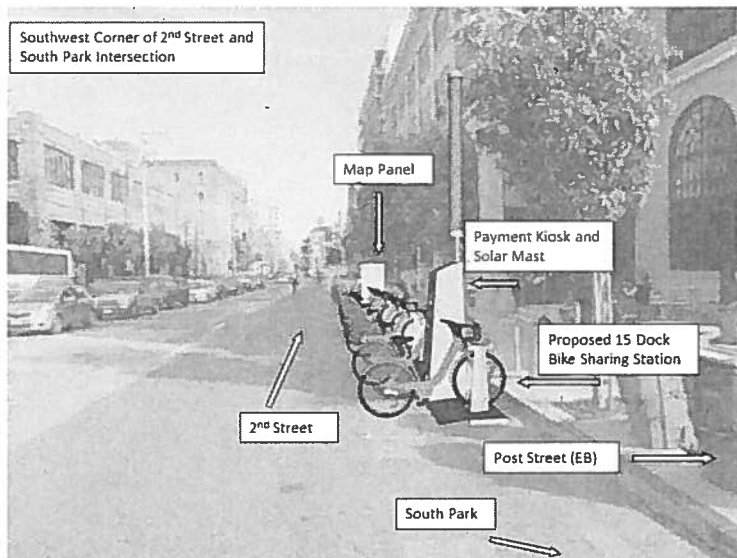 Southwest Corner of 2nd Street and
South Park Intersection
Map Panel
Payment Kiosk and
Solar Mast
Proposed 15 Dock
Bike Sharing Station
2nd Street
Post Street (EB)
South Park